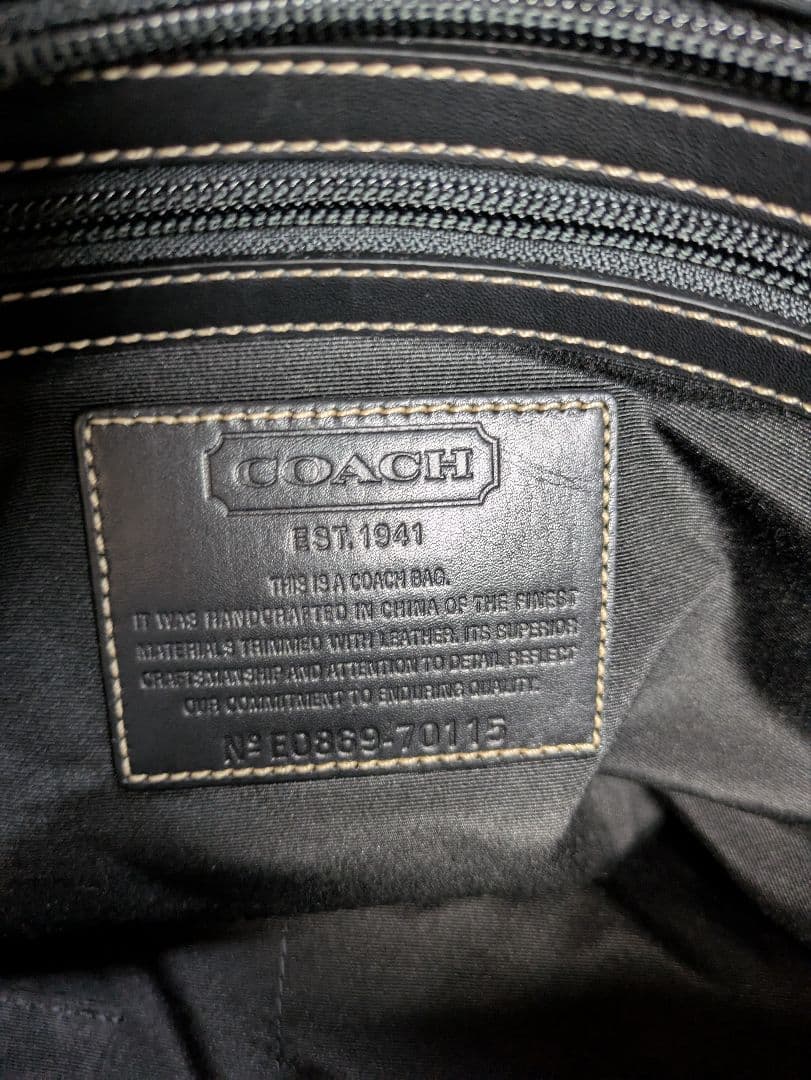 COACH
EST. 1941
THIS IS A COACH BAG.
IT WAS HANDCRAFTED IN CHINA OF THE FINEST
MATERIALS TRIMMED WITH LEATHER. ITS SUPERIOR
CRAFTSMANSHIP AND ATTENTION TO DETAIL REFLECT
OUR COMMITMENT TO ENDURING QUALITY.
Nº E0869-70115